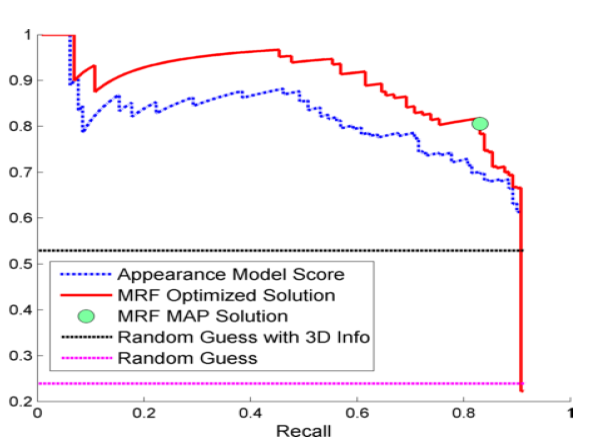 1
0.9
0.8
0.7
0.6
0.5
0.4
0.3
0.2
Appearance Model Score
MRF Optimized Solution
MRF MAP Solution
Random Guess with 3D Info
Random Guess
0 0.2 0.4 0.6 0.8 1
Recall